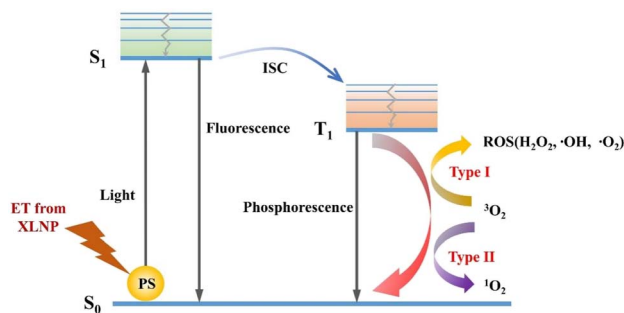 S1
ISC
Fluorescence
T1
ROS(H2O2, ·OH, ·O2)
Type I
Light
Phosphorescence
ET from
XLNP
3O2
Type II
PS
1O2
S0